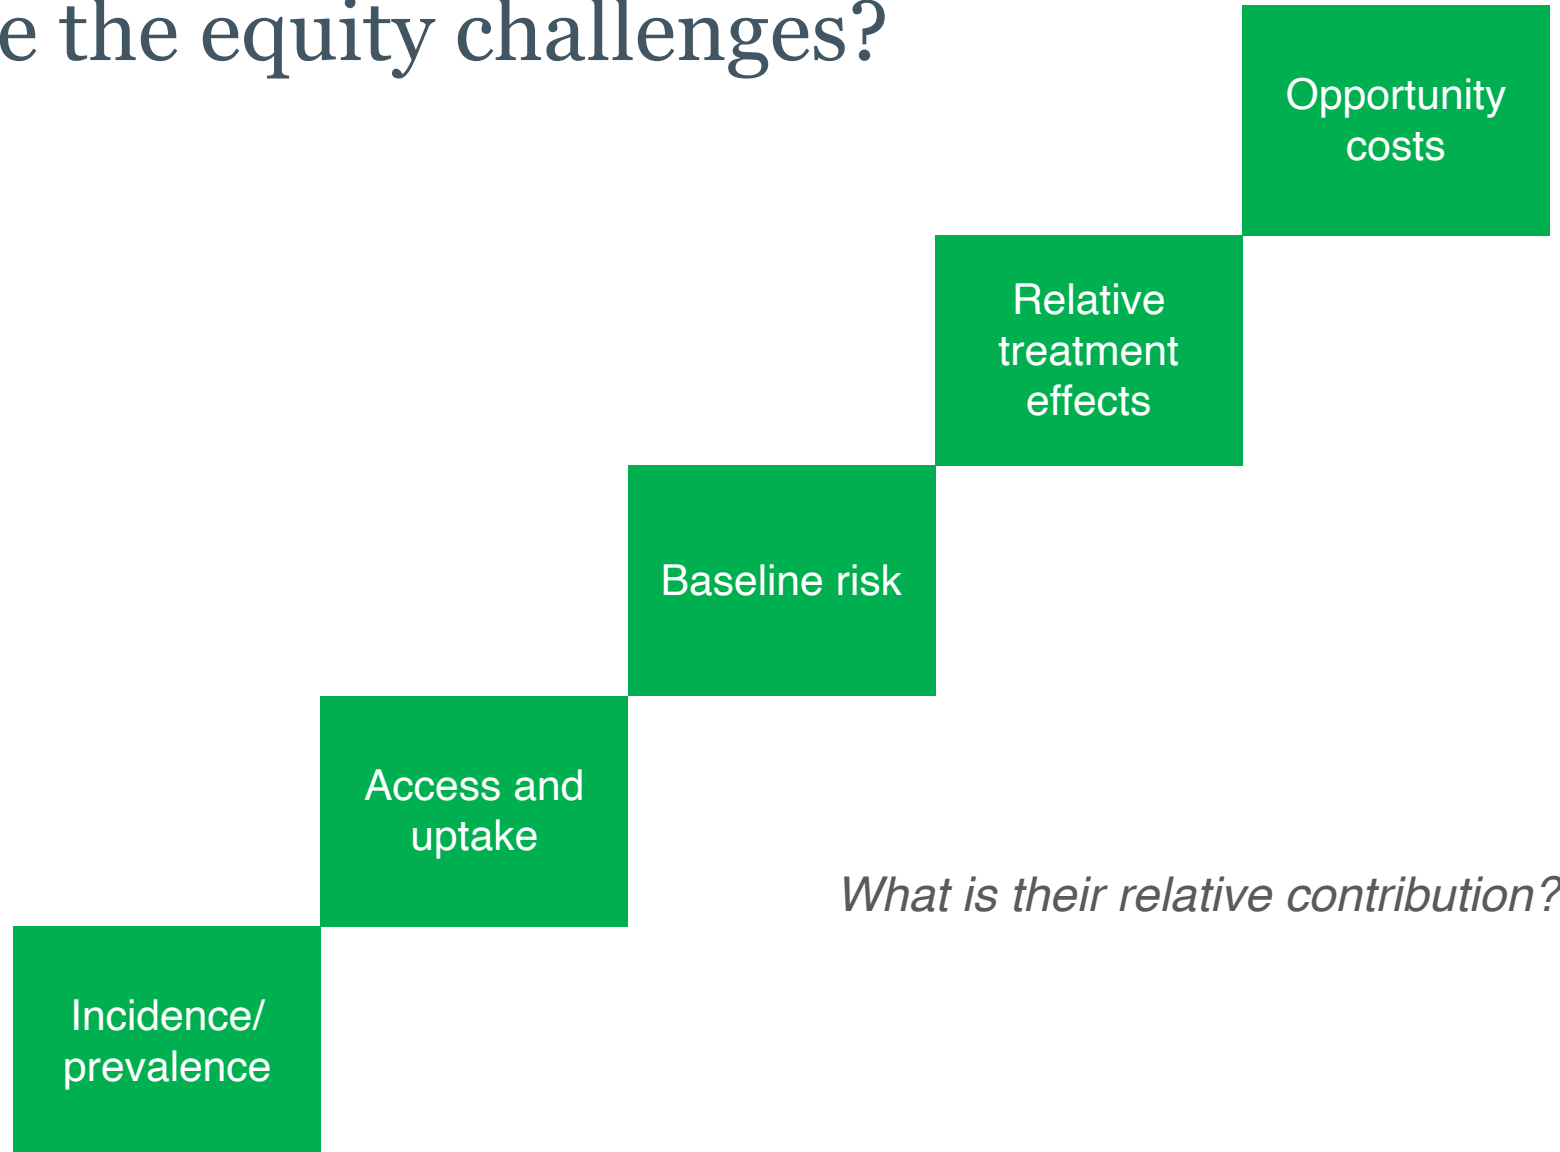 e the equity challenges?
Opportunity
costs
Relative
treatment
effects
Baseline risk
Access and
uptake
What is their relative contribution?
Incidence/
prevalence